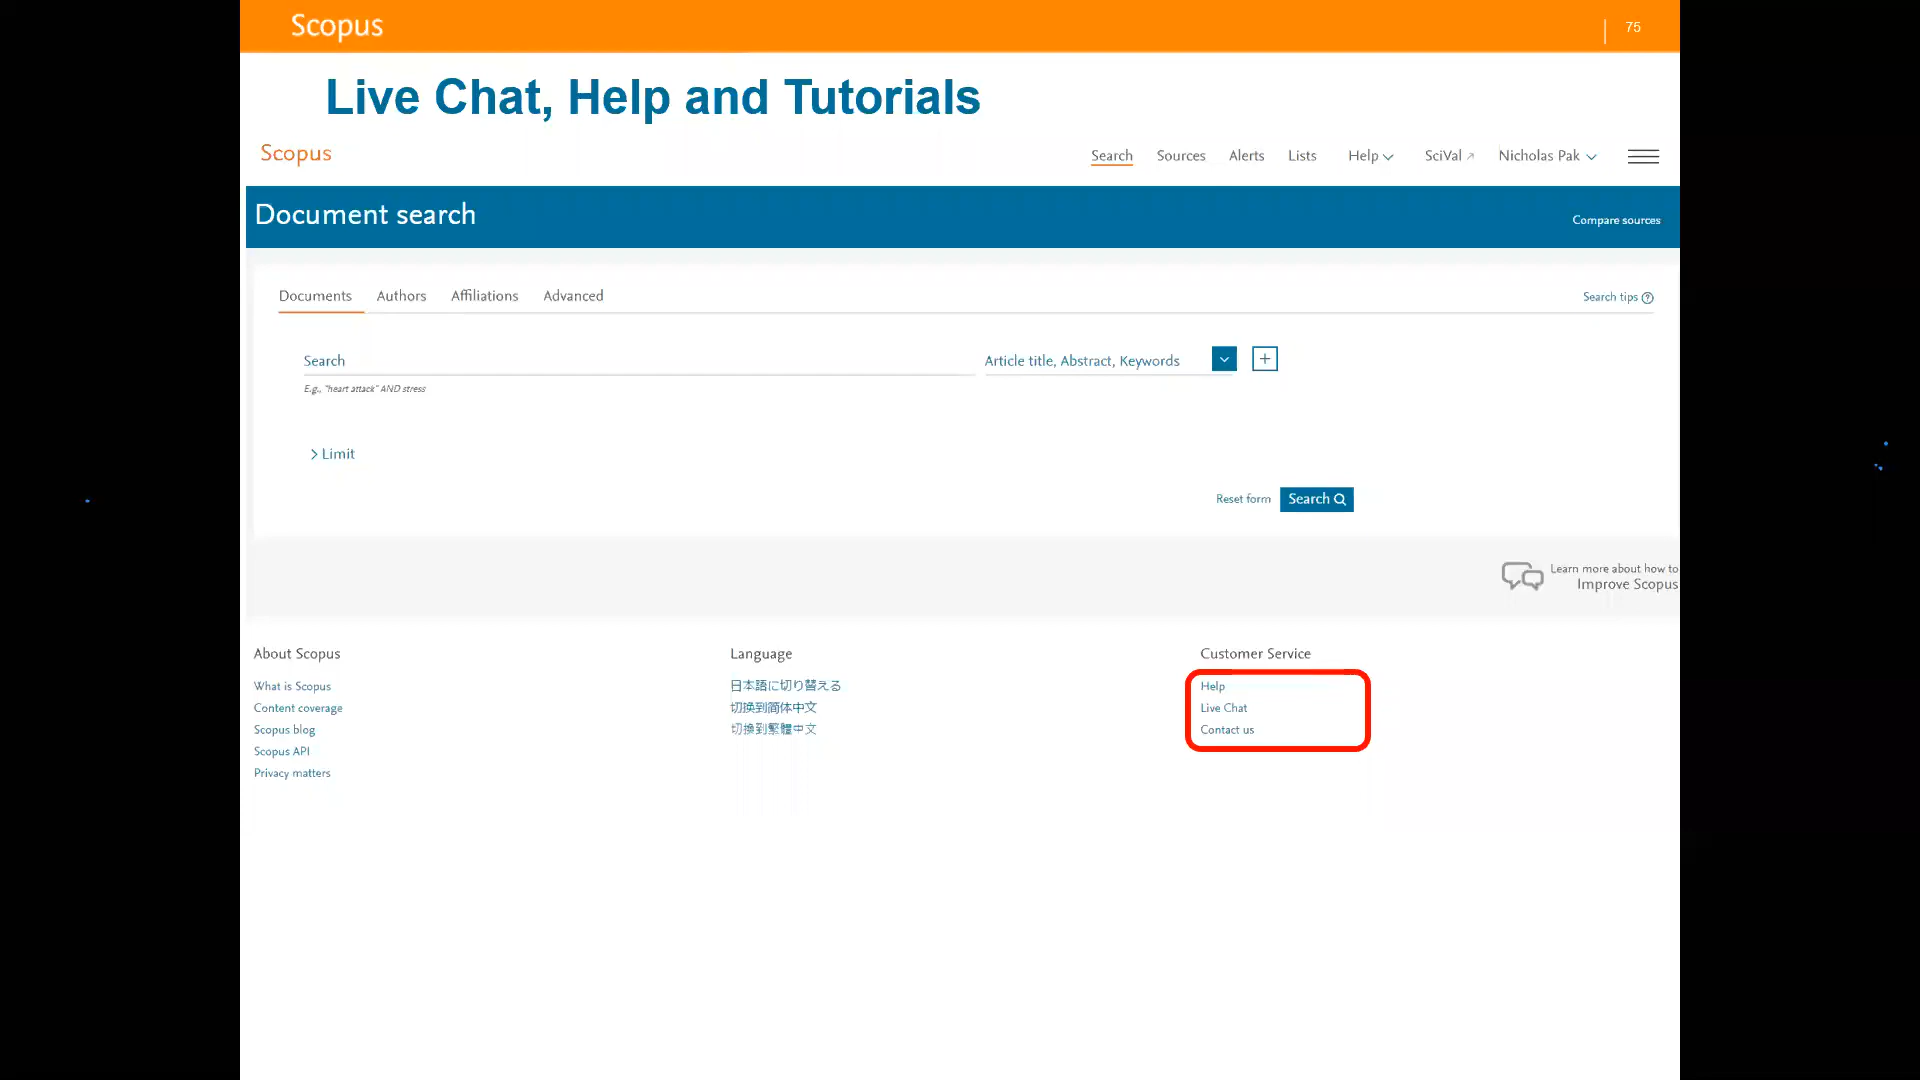 Scopus
75
Live Chat, Help and Tutorials
Scopus
Search Sources Alerts Lists Help SciVal Nicholas Pak
Document search
Compare sources
Documents Authors Affiliations Advanced
Search tips
Search
Article title, Abstract, Keywords
E.g., "heart attack" AND stress
Limit
Reset form
Search
Learn more about how to
Improve Scopus
About Scopus
What is Scopus
Content coverage
Scopus blog
Scopus API
Privacy matters
Language
日本語に切り替える
切换到简体中文
切換到繁體中文
Customer Service
Help
Live Chat
Contact us